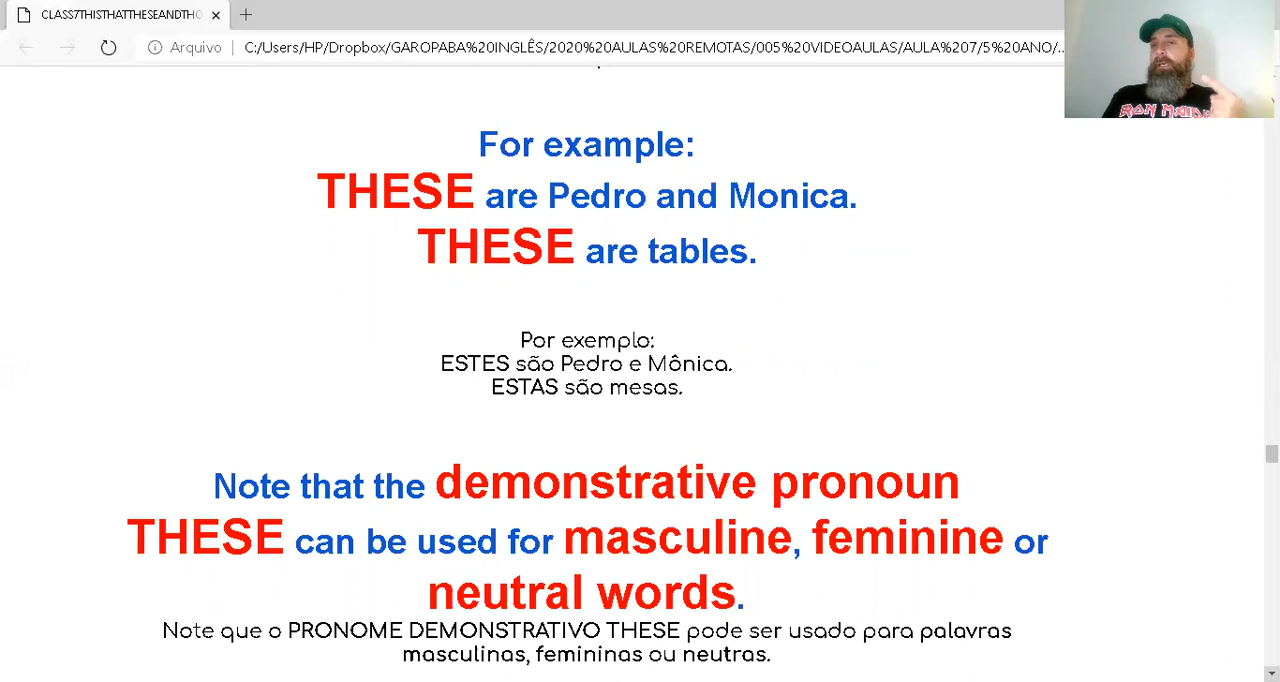 CLASS7THISTHATTHESEANDTHO
Arquivo
C:/Users/HP/Dropbox/GAROPABA%20INGLÊS/2020%20AULAS%20REMOTAS/005%20VIDEOAULAS/AULA%207/5%20ANO/...
For example:
THESE are Pedro and Monica.
THESE are tables.
Por exemplo:
ESTES são Pedro e Mônica.
ESTAS são mesas.
Note that the demonstrative pronoun
THESE can be used for masculine, feminine or
neutral words.
Note que o PRONOME DEMONSTRATIVO THESE pode ser usado para palavras
masculinas, femininas ou neutras.
IRON MAIDEN